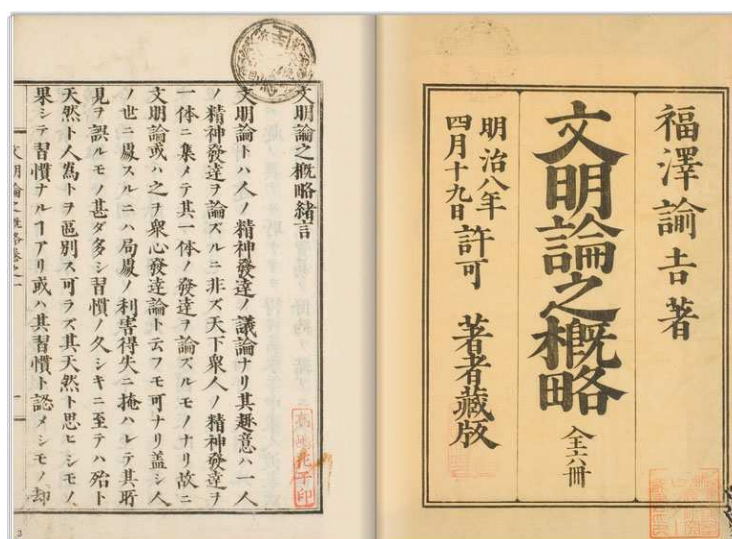 福澤諭吉著
文明論之概略 全六冊
明治八年
四月十九日 許可 著者藏版
文明論之概略緒言
文明論トハ人ノ精神發達ノ議論ナリ其趣意ハ一人
ノ精神發達ヲ論ズルニ非ズ天下衆人ノ精神發達ヲ
一体ニ集メテ其一体ノ發達ヲ論ズルモノナリ故ニ
文明論或ハ之ヲ衆心發達論ト云フモ可ナリ蓋シ人
ノ世ニ處スルニハ局處ノ利害得失ニ掩ハレテ其所
見ヲ誤ルモノ甚ダ多シ習慣ノ久シキニ至テハ殆ト
天然ト人爲トヲ區別ス可ラズ其天然ト思ヒシモノ
果シテ習慣ナルヿアリ或ハ其習慣ト認メシモノ却
文明論之概略卷之一 一